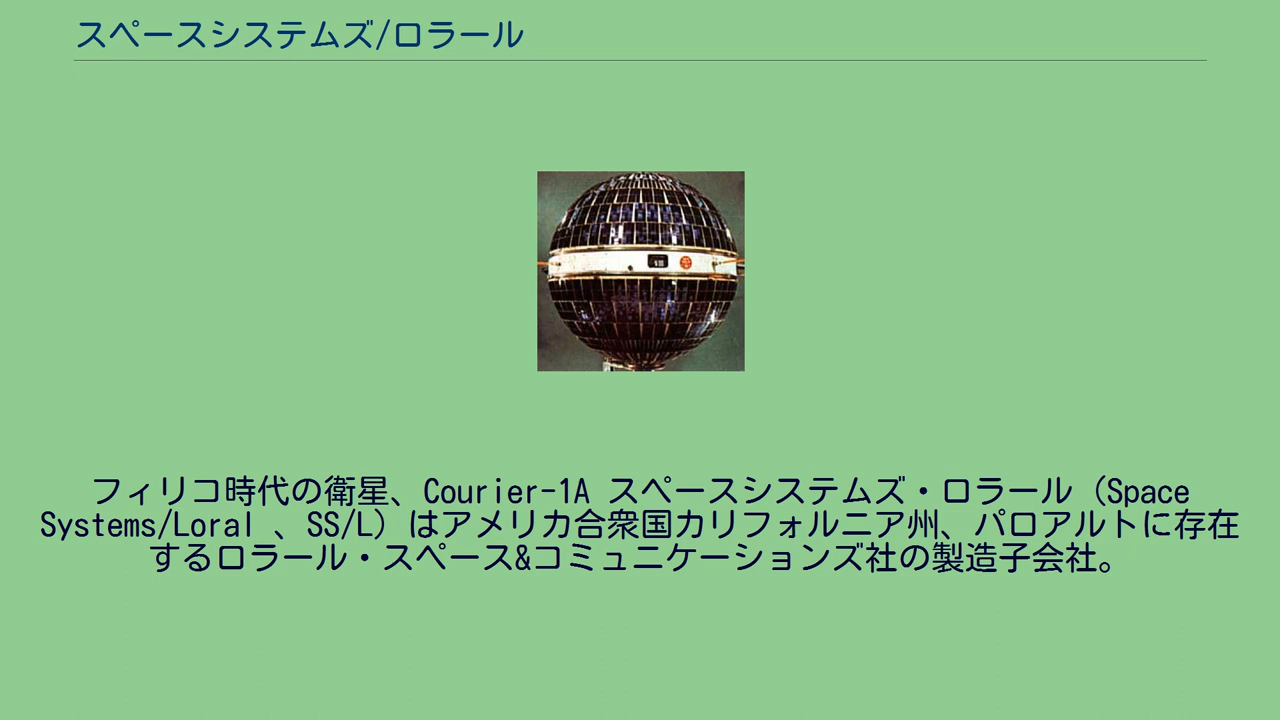 スペースシステムズ/ロラール
フィリコ時代の衛星、Courier-1A スペースシステムズ・ロラール（Space
Systems/Loral 、SS/L）はアメリカ合衆国カリフォルニア州、パロアルトに存在
するロラール・スペース&コミュニケーションズ社の製造子会社。